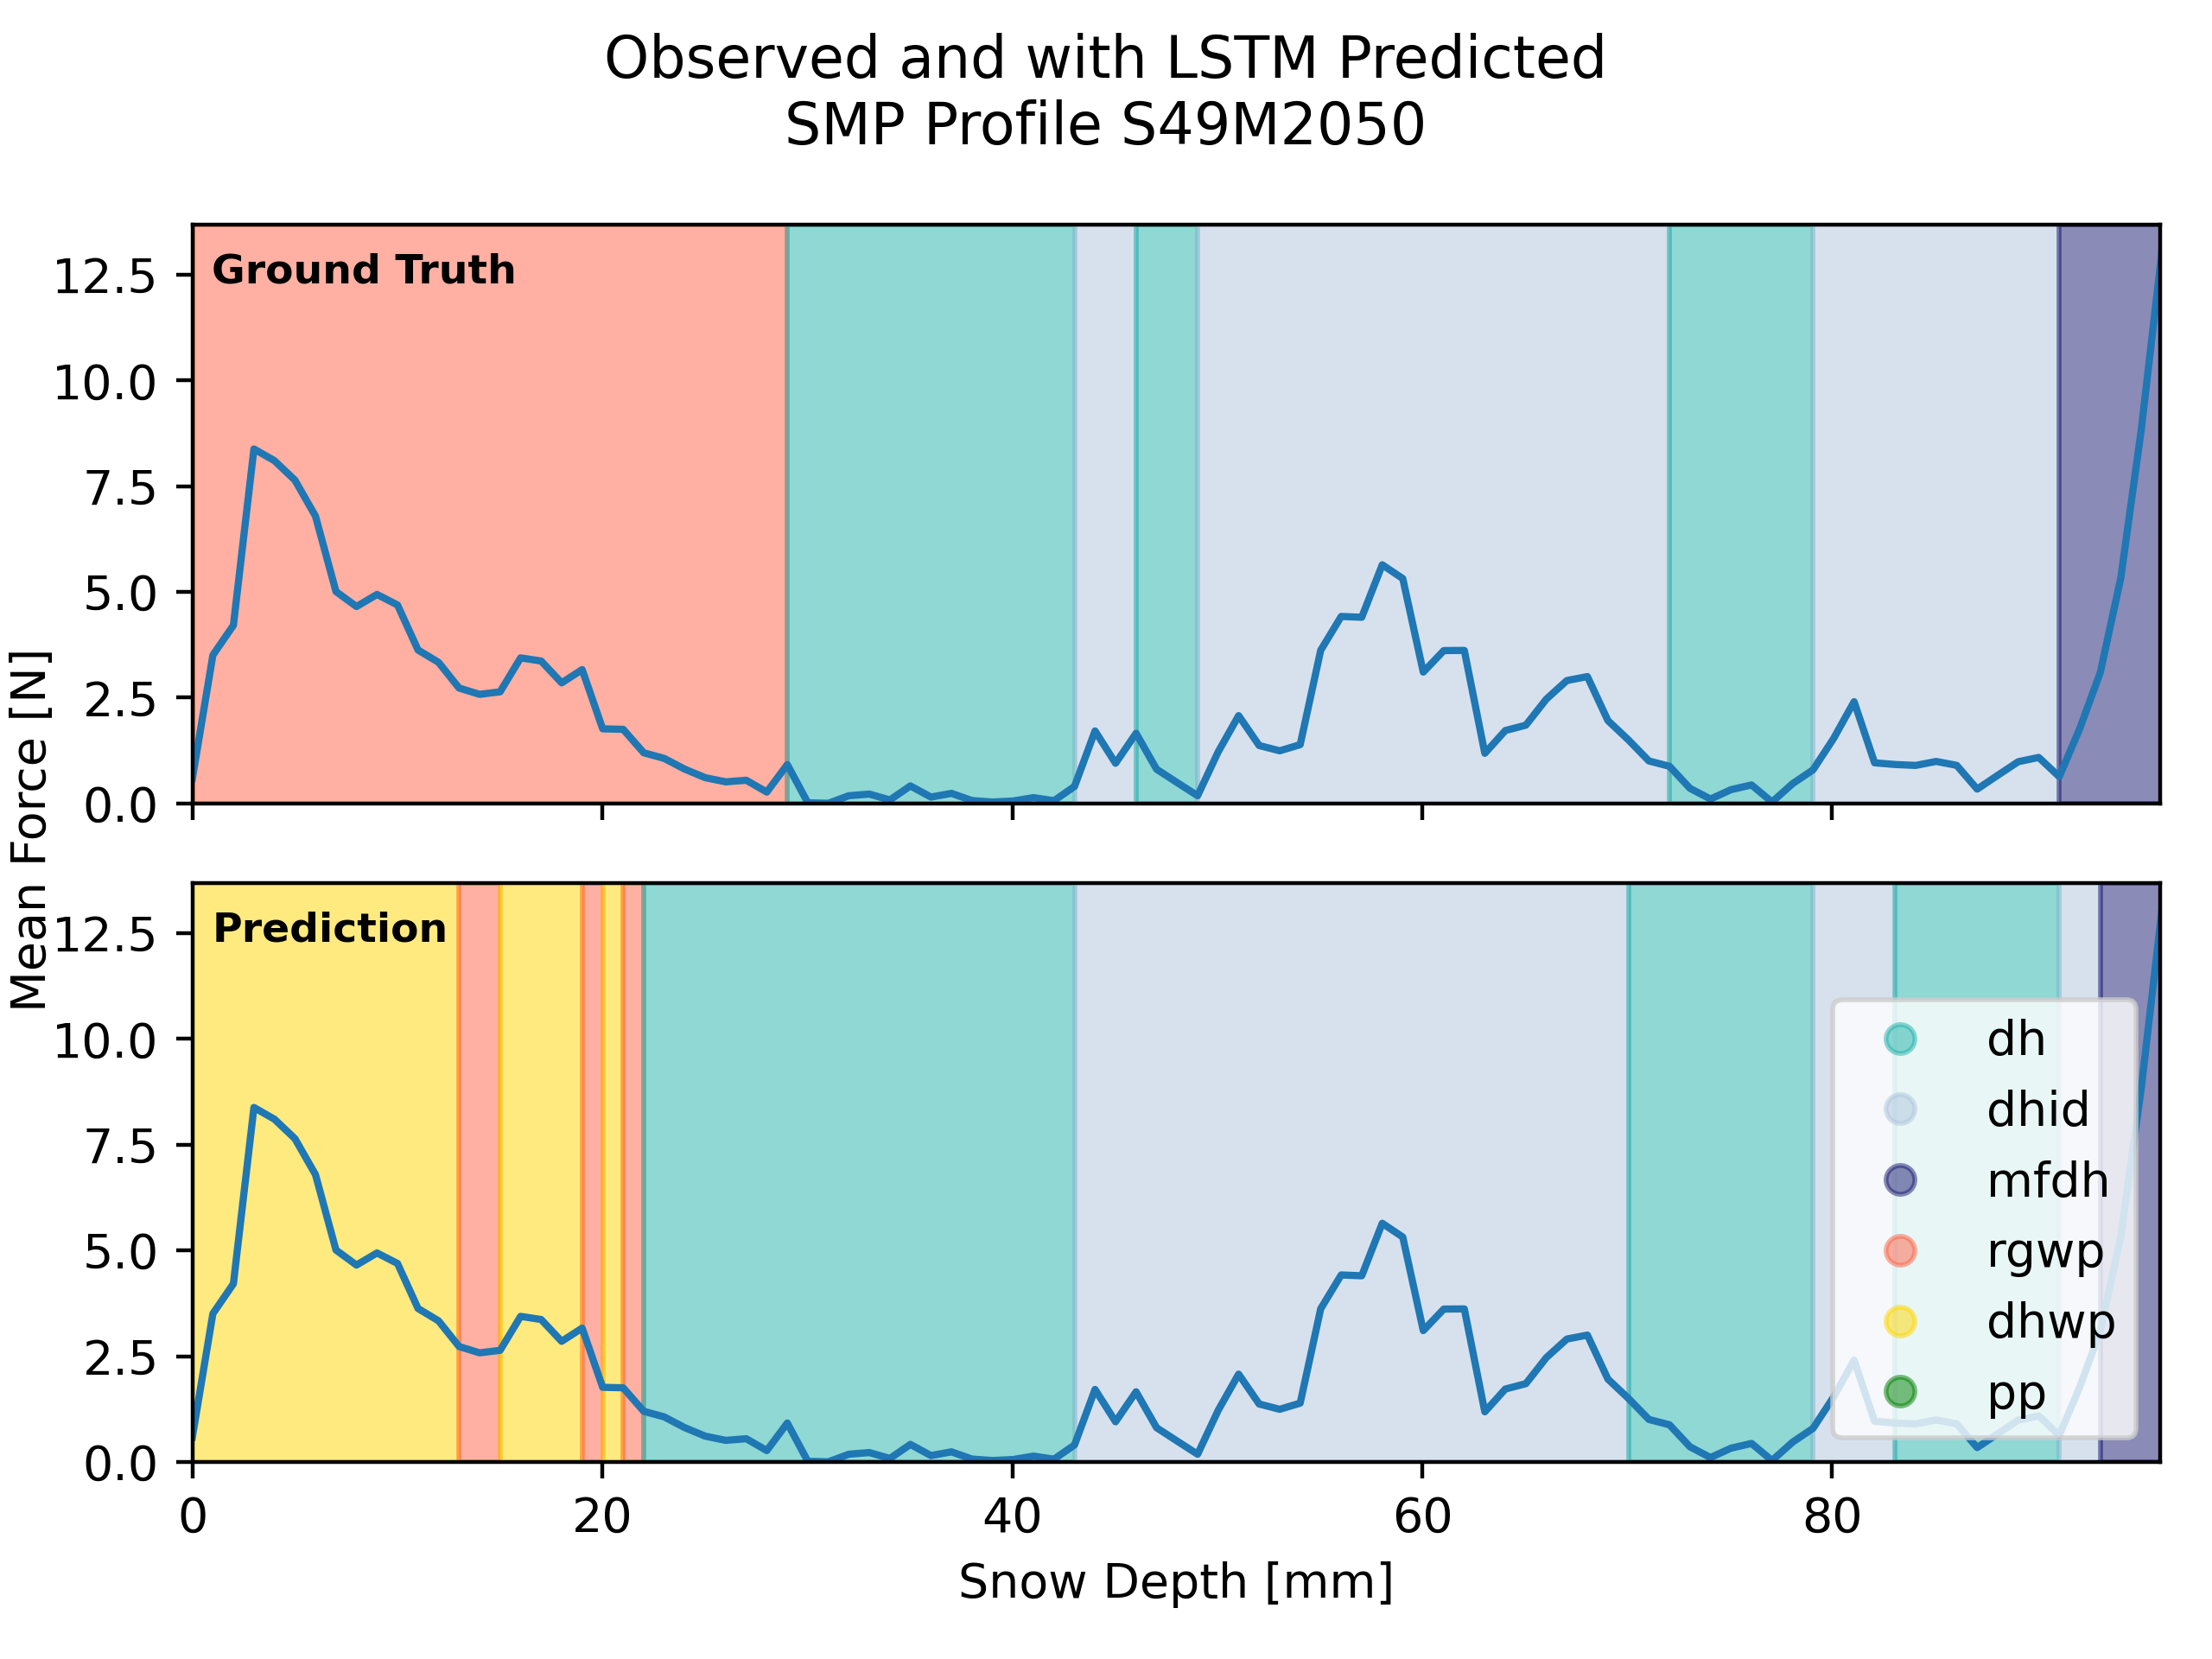 Observed and with LSTM Predicted
SMP Profile S49M2050
Mean Force [N]
Ground Truth
12.5
10.0
7.5
5.0
2.5
0.0
Prediction
12.5
10.0
7.5
5.0
2.5
0.0
dh
dhid
mfdh
rgwp
dhwp
pp
0 20 40 60 80
Snow Depth [mm]